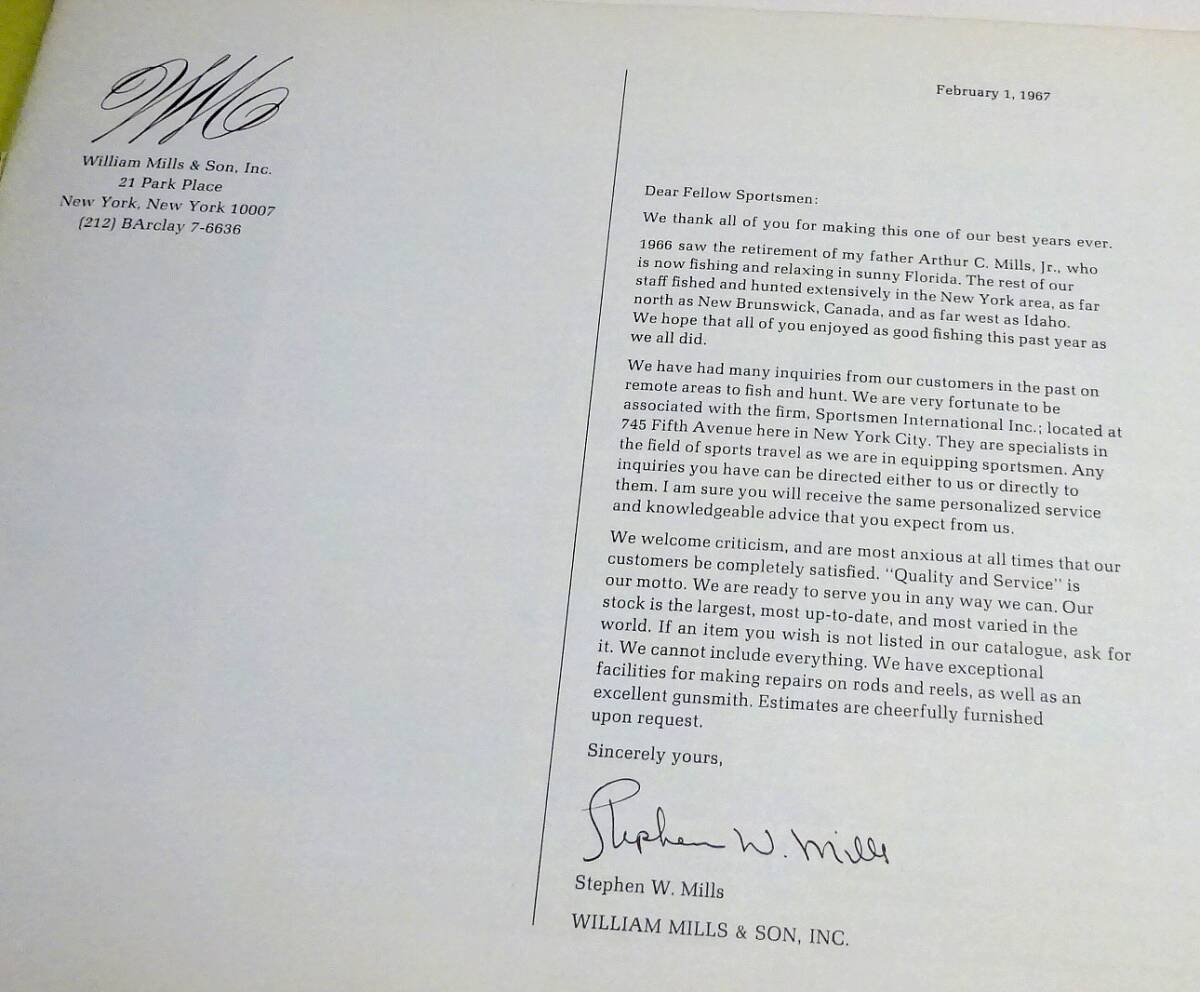 WM
William Mills & Son, Inc.
21 Park Place
New York, New York 10007
(212) BArclay 7-6636
February 1, 1967
Dear Fellow Sportsmen:
We thank all of you for making this one of our best years ever.
1966 saw the retirement of my father Arthur C. Mills, Jr., who
is now fishing and relaxing in sunny Florida. The rest of our
staff fished and hunted extensively in the New York area, as far
north as New Brunswick, Canada, and as far west as Idaho.
We hope that all of you enjoyed as good fishing this past year as
we all did.
We have had many inquiries from our customers in the past on
remote areas to fish and hunt. We are very fortunate to be
associated with the firm, Sportsmen International Inc.; located at
745 Fifth Avenue here in New York City. They are specialists in
the field of sports travel as we are in equipping sportsmen. Any
inquiries you have can be directed either to us or directly to
them. I am sure you will receive the same personalized service
and knowledgeable advice that you expect from us.
We welcome criticism, and are most anxious at all times that our
customers be completely satisfied. "Quality and Service" is
our motto. We are ready to serve you in any way we can. Our
stock is the largest, most up-to-date, and most varied in the
world. If an item you wish is not listed in our catalogue, ask for
it. We cannot include everything. We have exceptional
facilities for making repairs on rods and reels, as well as an
excellent gunsmith. Estimates are cheerfully furnished
upon request.
Sincerely yours,
Stephen W. Mills
Stephen W. Mills
WILLIAM MILLS & SON, INC.